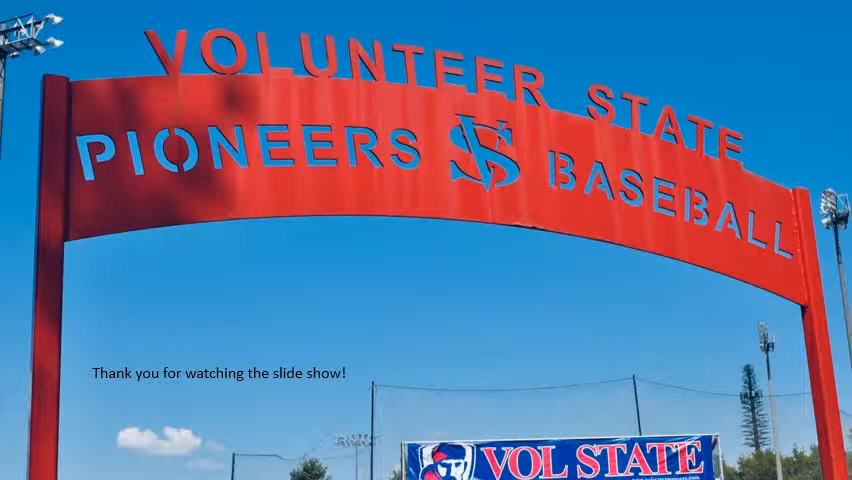 VOLUNTEER STATE
PIONEERS VS BASEBALL
Thank you for watching the slide show!
VOL STATE